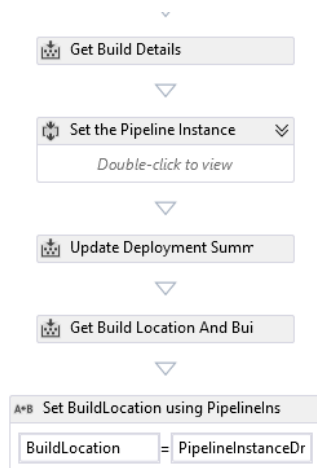 Get Build Details
Set the Pipeline Instance
Double-click to view
Update Deployment Summ
Get Build Location And Bui
A+B Set BuildLocation using PipelineIns
BuildLocation = PipelineInstanceDr